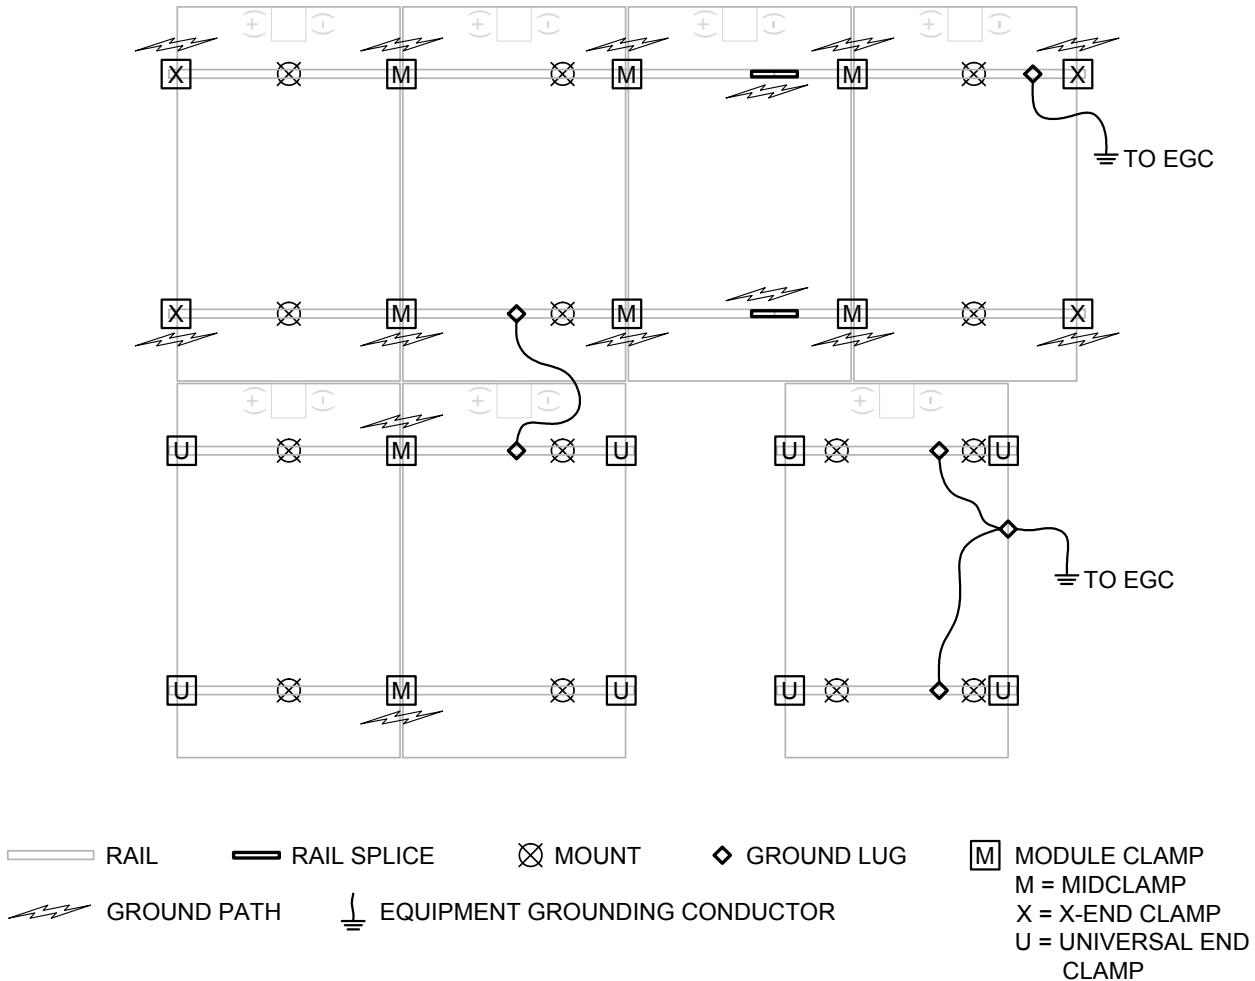 + - + - + - + -
X M M M X
TO EGC
X M M M X
+ - + - + -
U M U U U
TO EGC
U M U U U
RAIL RAIL SPLICE MOUNT GROUND LUG M MODULE CLAMP
M = MIDCLAMP
GROUND PATH EQUIPMENT GROUNDING CONDUCTOR X = X-END CLAMP
U = UNIVERSAL END
CLAMP